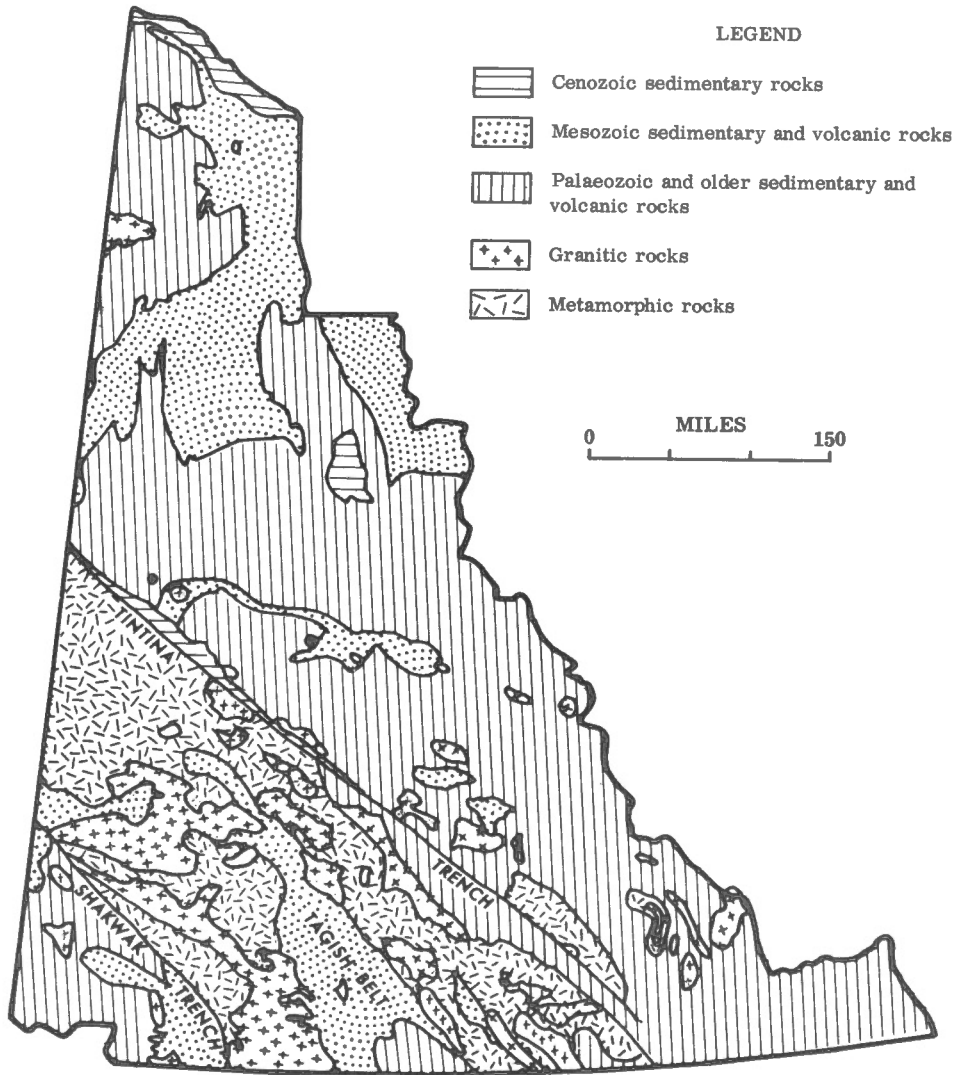 LEGEND
Cenozoic sedimentary rocks
Mesozoic sedimentary and volcanic rocks
Palaeozoic and older sedimentary and
volcanic rocks
Granitic rocks
Metamorphic rocks
MILES
0 150
TINTINA
TRENCH
SHAKWAK
TRENCH
TAGISH BELT